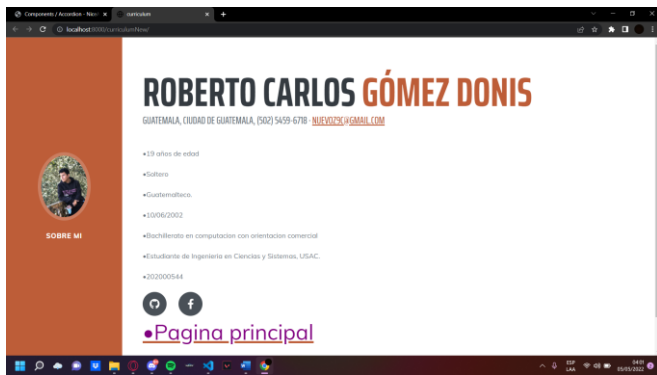 Components / Accordion - Nicep
curriculum
localhost:8000/curriculumNew/
ROBERTO CARLOS GÓMEZ DONIS
GUATEMALA, CIUDAD DE GUATEMALA, (502) 5459-6718 · NUEVOZ9C@GMAIL.COM
•19 años de edad
•Soltero
•Guatemalteco.
•10/06/2002
SOBRE MI
•Bachillerato en computacion con orientacion comercial
•Estudiante de Ingenieria en Ciencias y Sistemas, USAC.
•202000544
•Pagina principal
ESP
LAA
04:01
05/05/2022